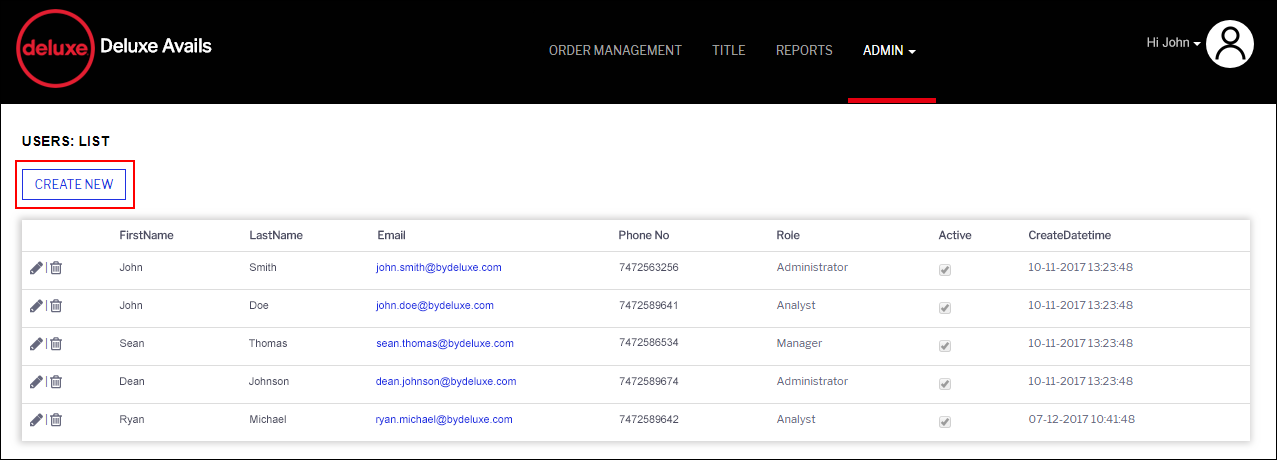 deluxe Deluxe Avails
ORDER MANAGEMENT TITLE REPORTS ADMIN Hi John
USERS: LIST
CREATE NEW
FirstName LastName Email Phone No Role Active CreateDatetime
John Smith john.smith@bydeluxe.com 7472563256 Administrator 10-11-2017 13:23:48
John Doe john.doe@bydeluxe.com 7472589641 Analyst 10-11-2017 13:23:48
Sean Thomas sean.thomas@bydeluxe.com 7472586534 Manager 10-11-2017 13:23:48
Dean Johnson dean.johnson@bydeluxe.com 7472589674 Administrator 10-11-2017 13:23:48
Ryan Michael ryan.michael@bydeluxe.com 7472589642 Analyst 07-12-2017 10:41:48